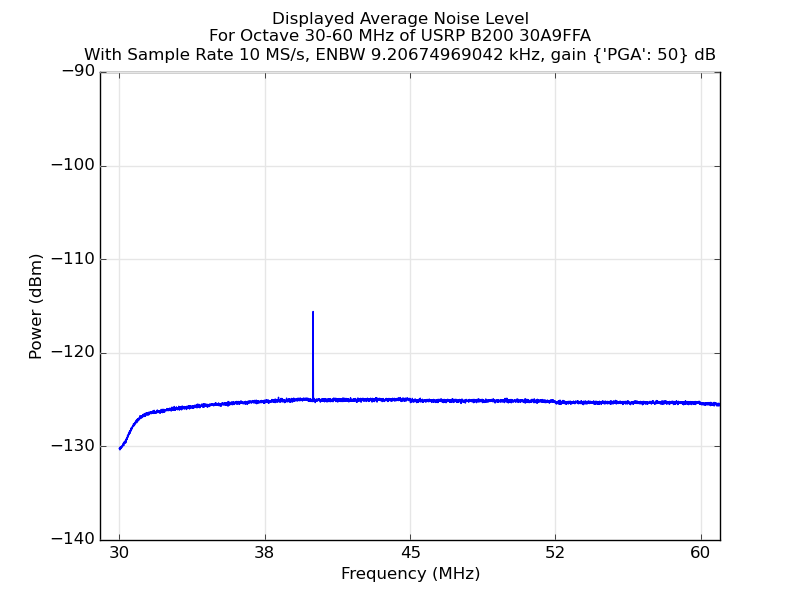 Displayed Average Noise Level
For Octave 30-60 MHz of USRP B200 30A9FFA
With Sample Rate 10 MS/s, ENBW 9.20674969042 kHz, gain {'PGA': 50} dB
−90
−100
−110
−120
−130
−140
Power (dBm)
30 38 45 52 60
Frequency (MHz)